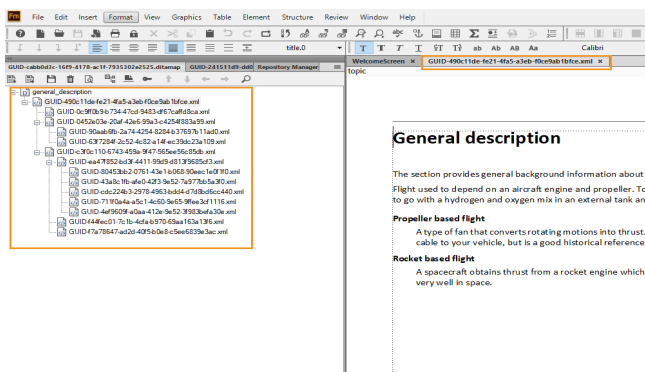 Fm File Edit Insert Format View Graphics Table Element Structure Review Window Help
title.0
T T T T ab Ab AB Aa Calibri
GUID-cabb0d3c-16f9-4178-ac1f-7935302e2525.ditamap GUID-241511d9-dd0 Repository Manager
WelcomeScreen × GUID-490c11de-fe21-4fa5-a3eb-f0ce9ab1bfce.xml ×
topic
general_description
GUID-490c11de-fe21-4fa5-a3eb-f0ce9ab1bfce.xml
GUID-0c9ff0b9-b734-47cd-9483-df67caffd8ca.xml
GUID-0452e03e-20af-42e6-99a3-c4254f883a99.xml
GUID-90aab6fb-2a74-4254-8284-b37697b11ad0.xml
GUID-63f7284f-2c52-4c82-a14f-ec39dc23a109.xml
GUID-c3f0c110-6743-459a-9f47-565ee56c85db.xml
GUID-ea47f852-bd3f-4411-99d9-d813f9685cf3.xml
GUID-80453bb2-0761-43e1-b068-90eec1e0f1f0.xml
GUID-43a8c1fb-afe0-42f3-9e52-7a977bb5a3f0.xml
GUID-cdc224b3-2978-4963-bdd4-d7d8bd6cc440.xml
GUID-711f0a4a-a5c1-4c60-9e65-9ffee3cf1116.xml
GUID-4ef9609f-a0aa-412e-9e52-3f983befa30e.xml
GUID-f44fec01-7c1b-4cfa-b970-69aa163a13f6.xml
GUID-f7a78647-ad2d-40f5-b0e8-c5ee6839e3ac.xml
General description
The section provides general background information about
Flight used to depend on an aircraft engine and propeller. To
to go with a hydrogen and oxygen mix in an external tank an
Propeller based flight
A type of fan that converts rotating motions into thrust.
cable to your vehicle, but is a good historical reference
Rocket based flight
A spacecraft obtains thrust from a rocket engine which
very well in space.